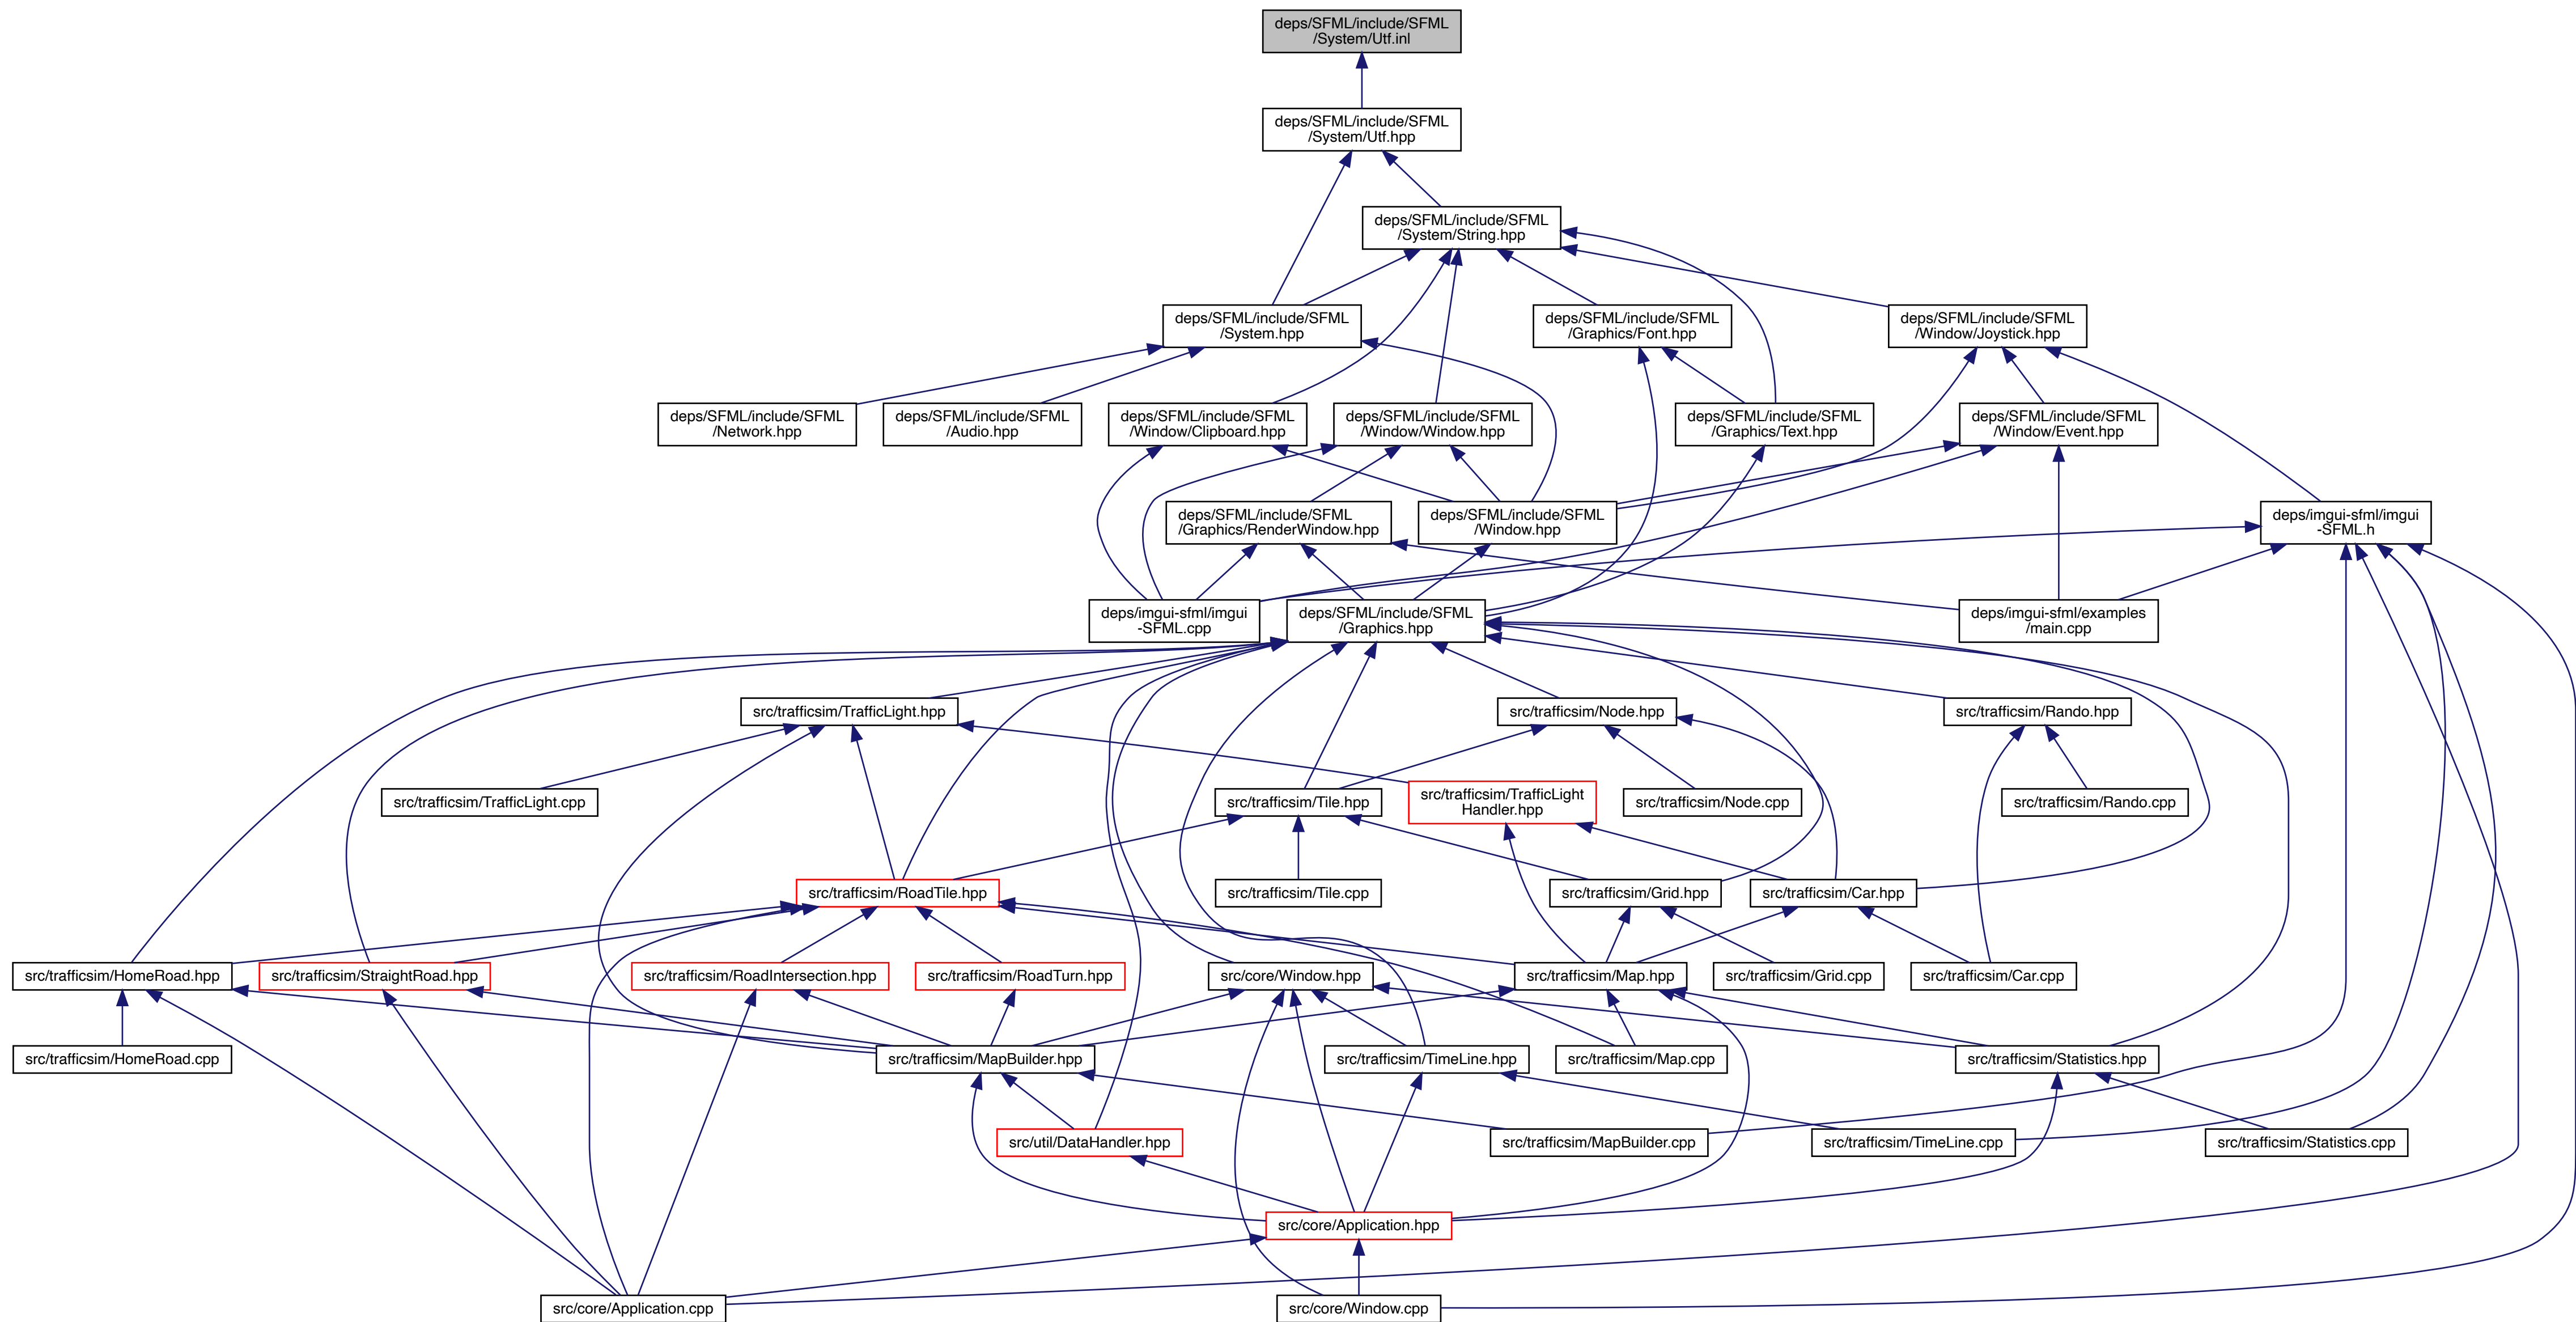 deps/SFML/include/SFML
/System/Utf.inl
deps/SFML/include/SFML
/System/Utf.hpp
deps/SFML/include/SFML
/System/String.hpp
deps/SFML/include/SFML
/System.hpp
deps/SFML/include/SFML
/Graphics/Font.hpp
deps/SFML/include/SFML
/Window/Joystick.hpp
deps/SFML/include/SFML
/Network.hpp
deps/SFML/include/SFML
/Audio.hpp
deps/SFML/include/SFML
/Window/Clipboard.hpp
deps/SFML/include/SFML
/Window/Window.hpp
deps/SFML/include/SFML
/Graphics/Text.hpp
deps/SFML/include/SFML
/Window/Event.hpp
deps/SFML/include/SFML
/Graphics/RenderWindow.hpp
deps/SFML/include/SFML
/Window.hpp
deps/imgui-sfml/imgui
-SFML.h
deps/imgui-sfml/imgui
-SFML.cpp
deps/SFML/include/SFML
/Graphics.hpp
deps/imgui-sfml/examples
/main.cpp
src/trafficsim/TrafficLight.hpp
src/trafficsim/Node.hpp
src/trafficsim/Rando.hpp
src/trafficsim/TrafficLight.cpp
src/trafficsim/Tile.hpp
src/trafficsim/TrafficLight
Handler.hpp
src/trafficsim/Node.cpp
src/trafficsim/Rando.cpp
src/trafficsim/RoadTile.hpp
src/trafficsim/Tile.cpp
src/trafficsim/Grid.hpp
src/trafficsim/Car.hpp
src/trafficsim/HomeRoad.hpp
src/trafficsim/StraightRoad.hpp
src/trafficsim/RoadIntersection.hpp
src/trafficsim/RoadTurn.hpp
src/core/Window.hpp
src/trafficsim/Map.hpp
src/trafficsim/Grid.cpp
src/trafficsim/Car.cpp
src/trafficsim/HomeRoad.cpp
src/trafficsim/MapBuilder.hpp
src/trafficsim/TimeLine.hpp
src/trafficsim/Map.cpp
src/trafficsim/Statistics.hpp
src/util/DataHandler.hpp
src/trafficsim/MapBuilder.cpp
src/trafficsim/TimeLine.cpp
src/trafficsim/Statistics.cpp
src/core/Application.hpp
src/core/Application.cpp
src/core/Window.cpp